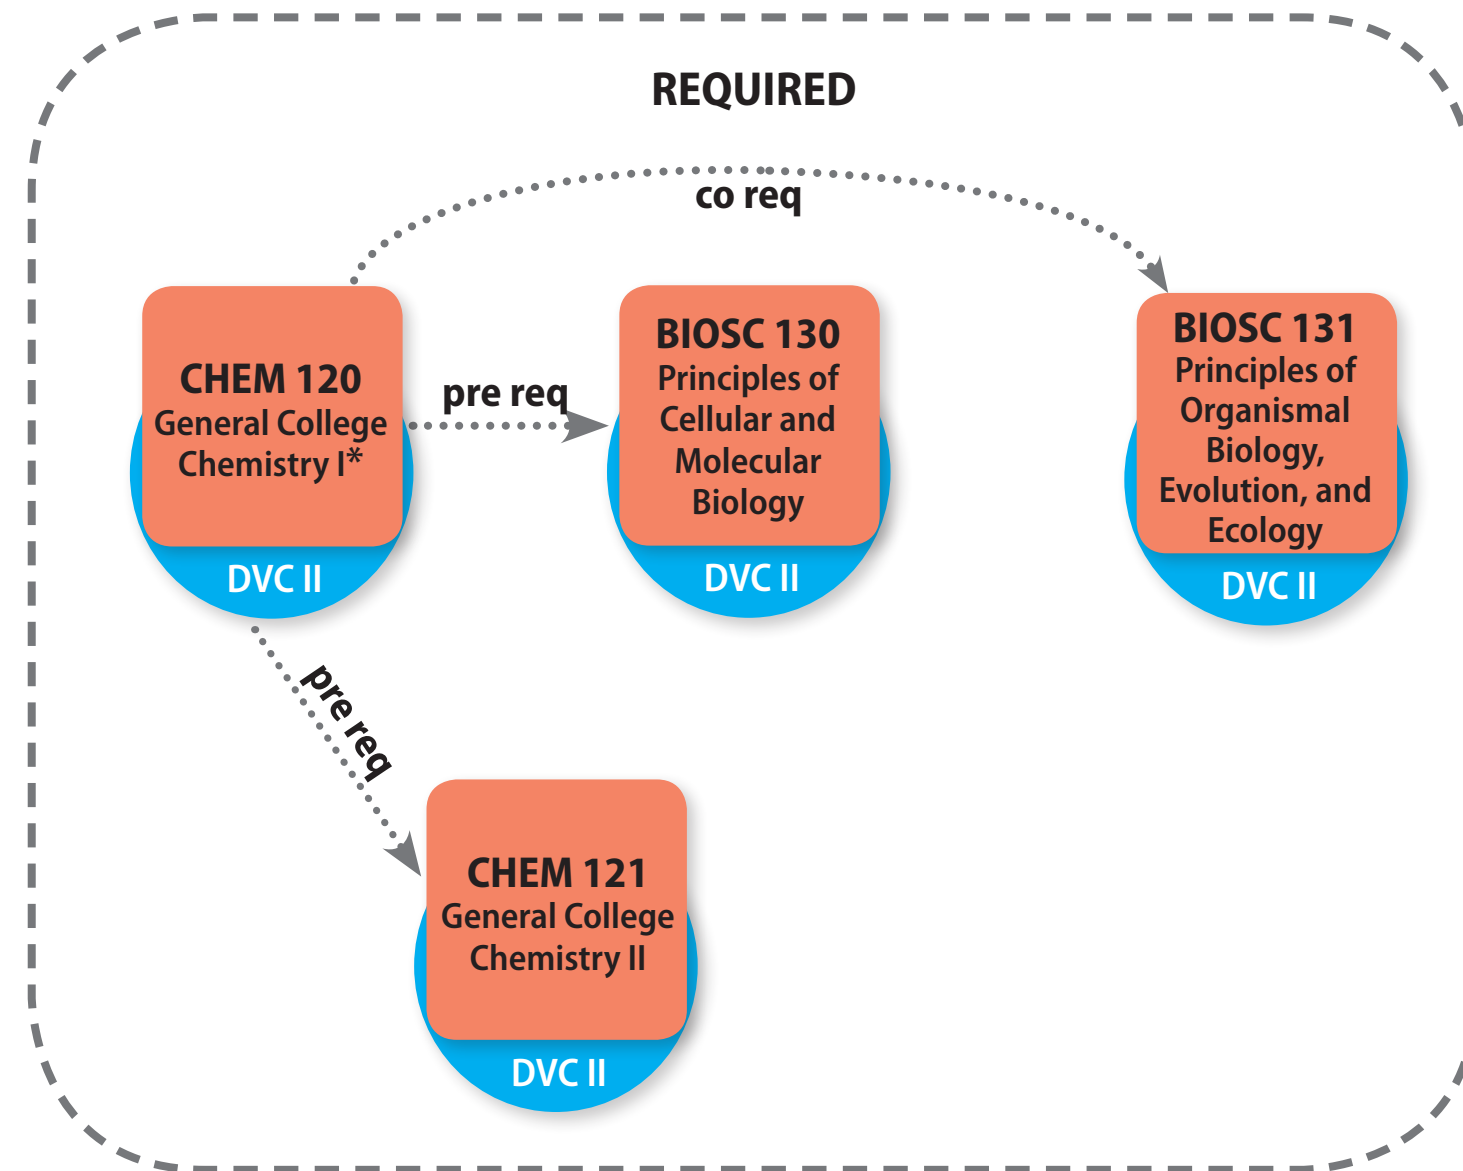 REQUIRED
co req
CHEM 120
General College
Chemistry I*
DVC II
pre req
BIOSC 130
Principles of
Cellular and
Molecular
Biology
DVC II
BIOSC 131
Principles of
Organismal
Biology,
Evolution, and
Ecology
DVC II
pre req
CHEM 121
General College
Chemistry II
DVC II